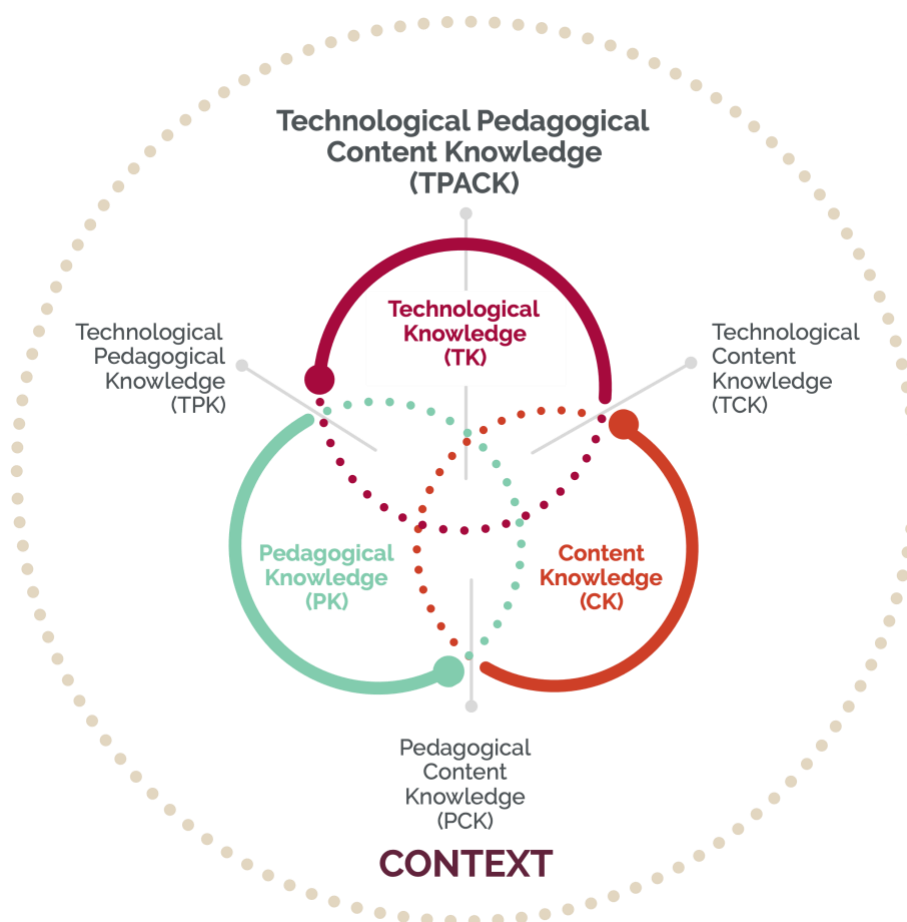 Technological Pedagogical
Content Knowledge
(TPACK)
Technological
Knowledge
(TK)
Technological
Pedagogical
Knowledge
(TPK)
Technological
Content
Knowledge
(TCK)
Pedagogical
Knowledge
(PK)
Content
Knowledge
(CK)
Pedagogical
Content
Knowledge
(PCK)
CONTEXT